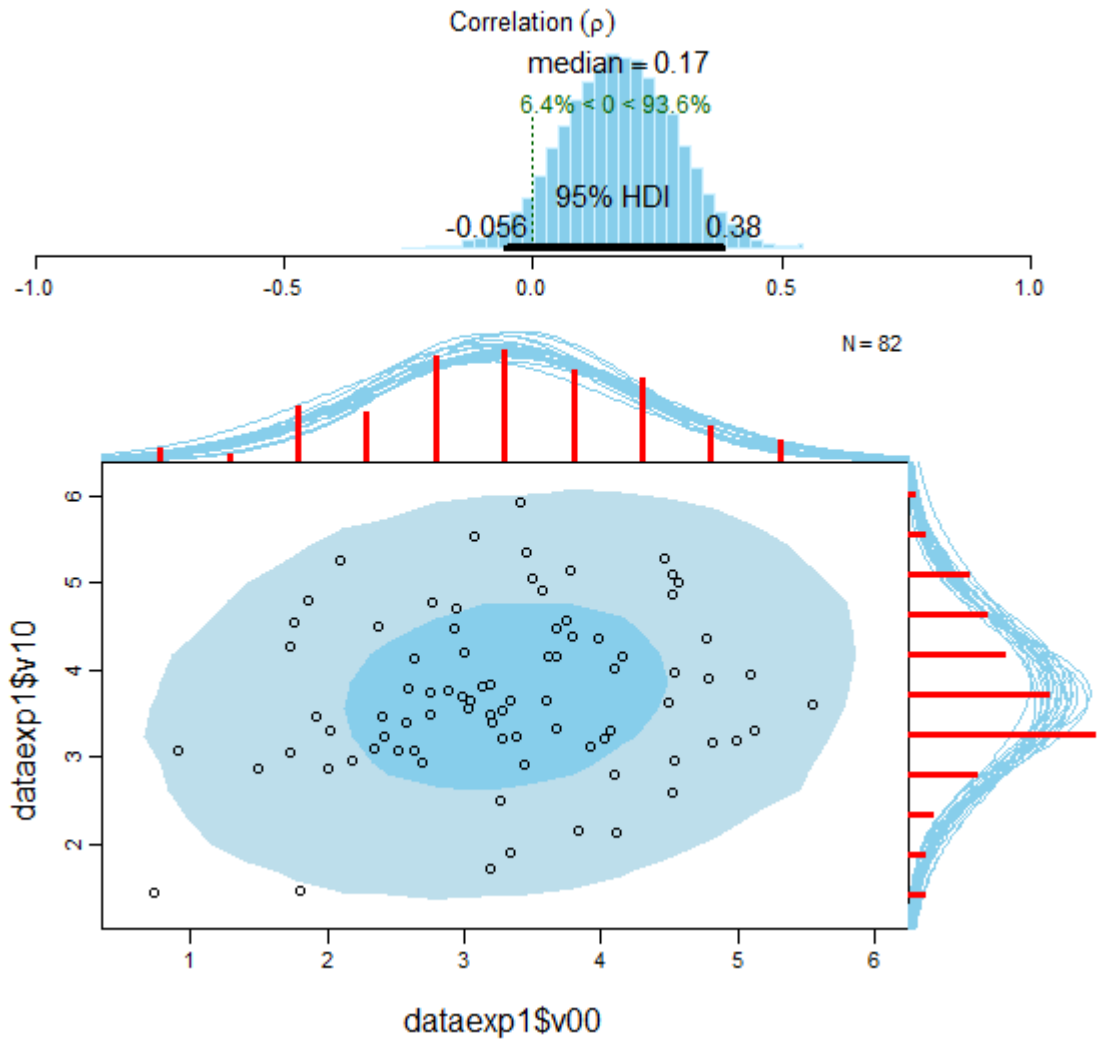 Correlation (ρ)
median = 0.17
6.4% < 0 < 93.6%
95% HDI
-0.056 0.38
-1.0 -0.5 0.0 0.5 1.0
N = 82
6
5
4
3
2
dataexp1$v10
1 2 3 4 5 6
dataexp1$v00